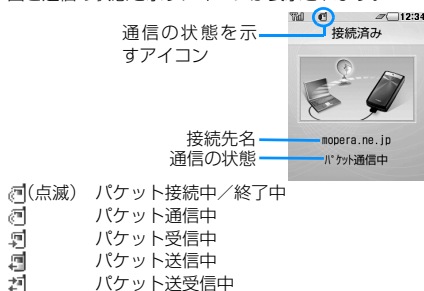 12:34
通信の状態を示すアイコン
接続済み
接続先名
mopera.ne.jp
通信の状態
パケット通信中
(点滅) パケット接続中／終了中
パケット通信中
パケット受信中
パケット送信中
パケット送受信中